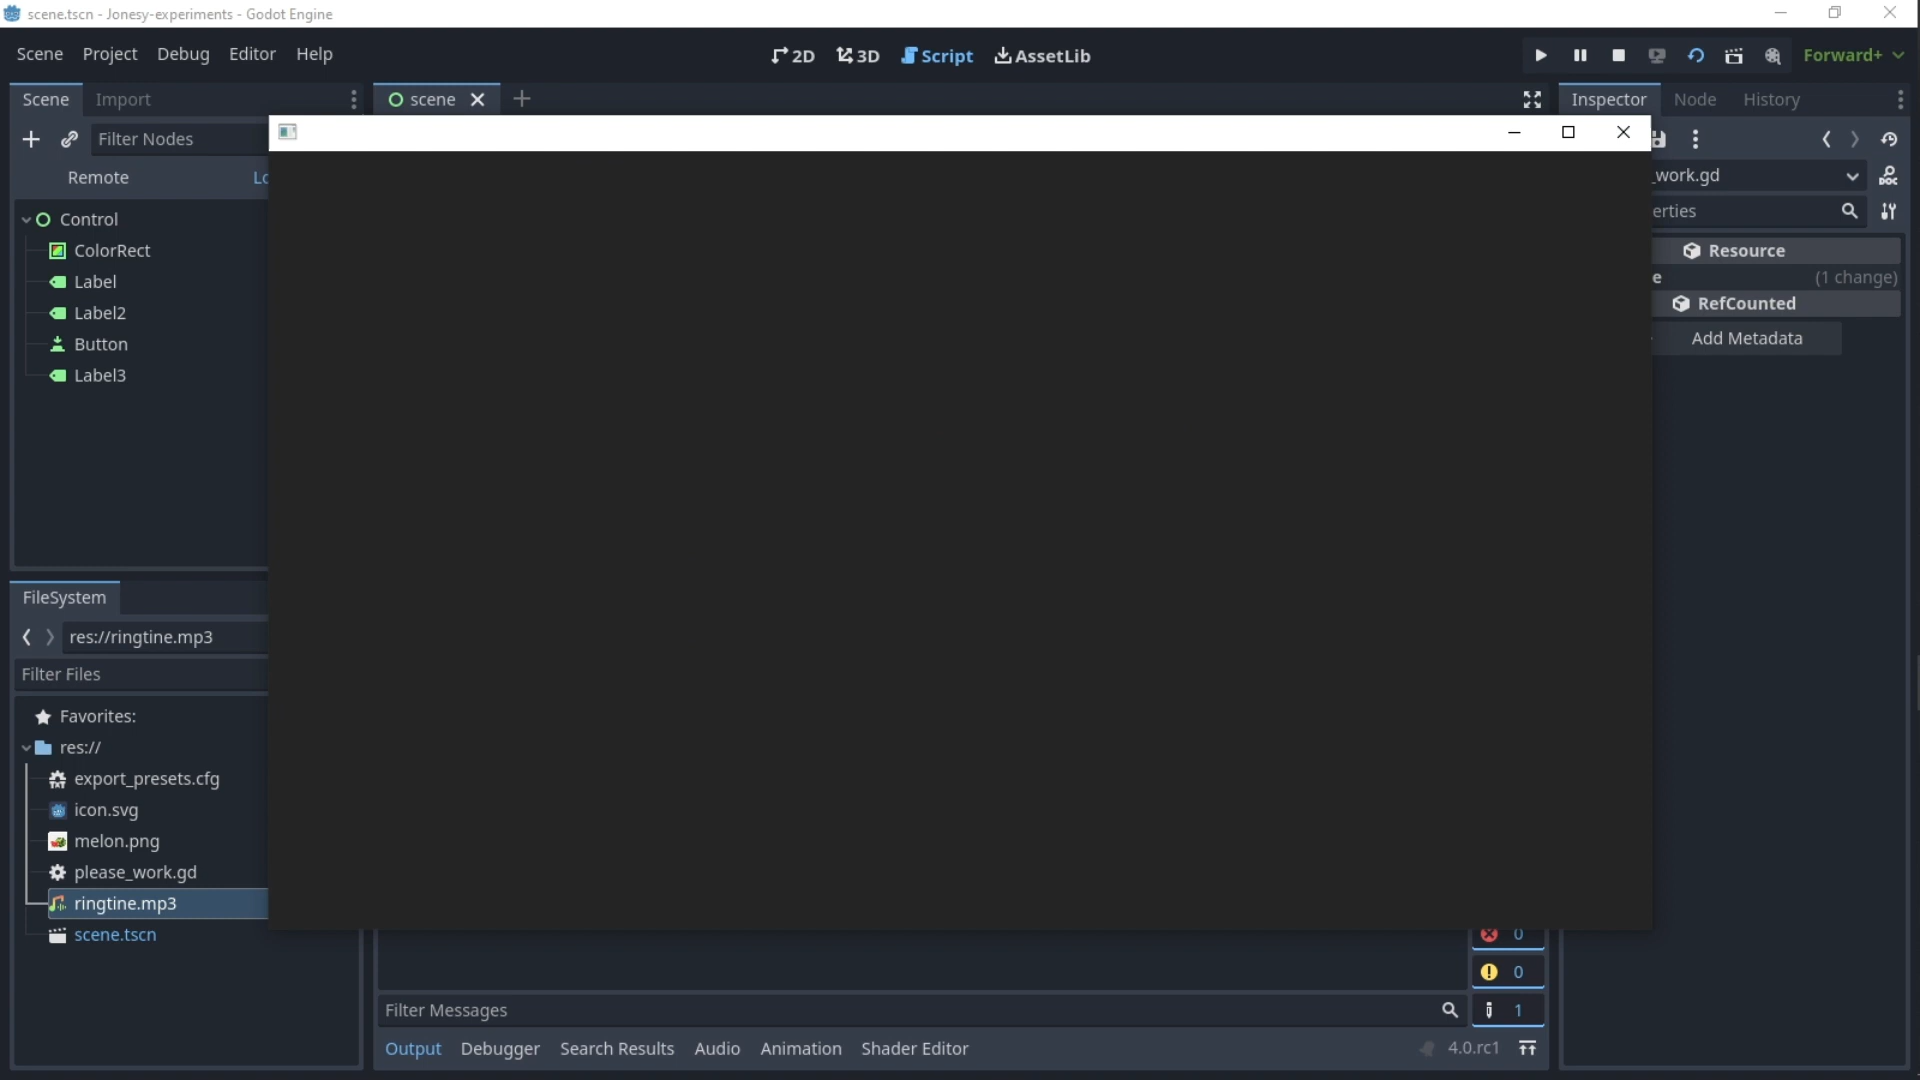 scene.tscn - Jonesy-experiments - Godot Engine
Scene Project Debug Editor Help
2D 3D Script AssetLib
Forward+
Scene Import
scene
Inspector Node History
Filter Nodes
Remote Lo
_work.gd
erties
Control
ColorRect
Label
Label2
Button
Label3
Resource
e (1 change)
RefCounted
Add Metadata
FileSystem
res://ringtine.mp3
Filter Files
Favorites:
res://
export_presets.cfg
icon.svg
melon.png
please_work.gd
ringtine.mp3
scene.tscn
0
0
Filter Messages
1
Output Debugger Search Results Audio Animation Shader Editor
4.0.rc1